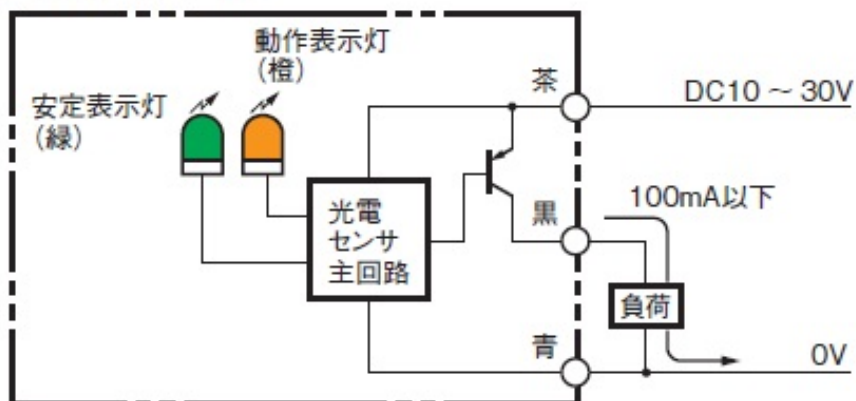 動作表示灯
(橙)
安定表示灯
(緑)
茶
DC10 ~ 30V
100mA以下
光電
センサ
主回路
黒
負荷
青
0V